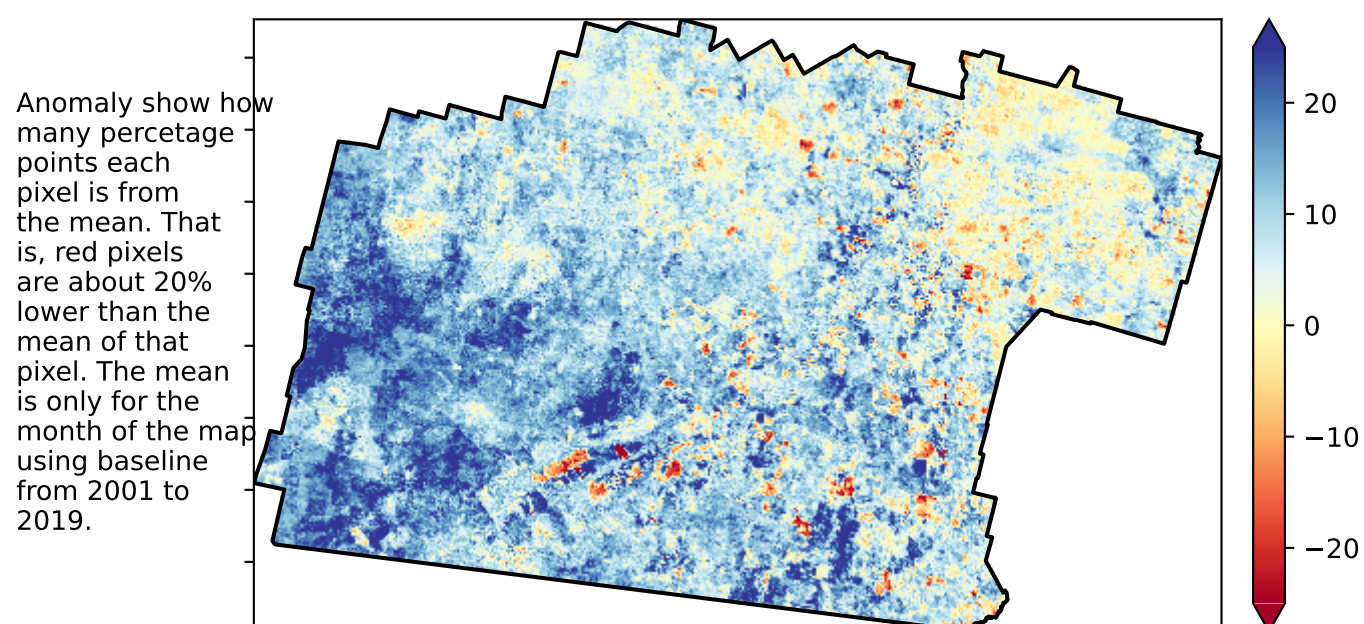 Anomaly show how
many percetage
points each
pixel is from
the mean. That
is, red pixels
are about 20%
lower than the
mean of that
pixel. The mean
is only for the
month of the map
using baseline
from 2001 to
2019.
20
10
0
−10
−20